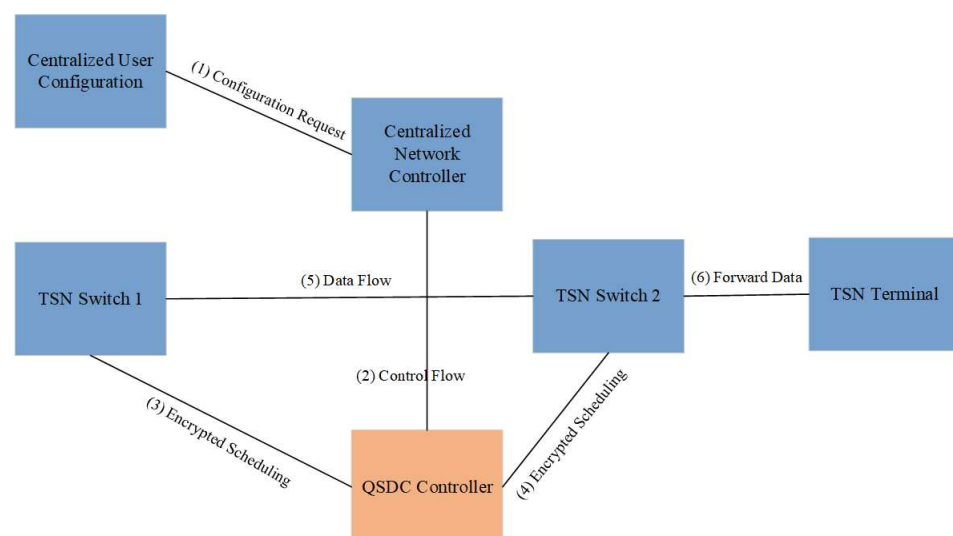 Centralized User
Configuration
(1) Configuration Request
Centralized
Network
Controller
TSN Switch 1
(5) Data Flow
TSN Switch 2
(6) Forward Data
TSN Terminal
(2) Control Flow
(3) Encrypted Scheduling
(4) Encrypted Scheduling
QSDC Controller